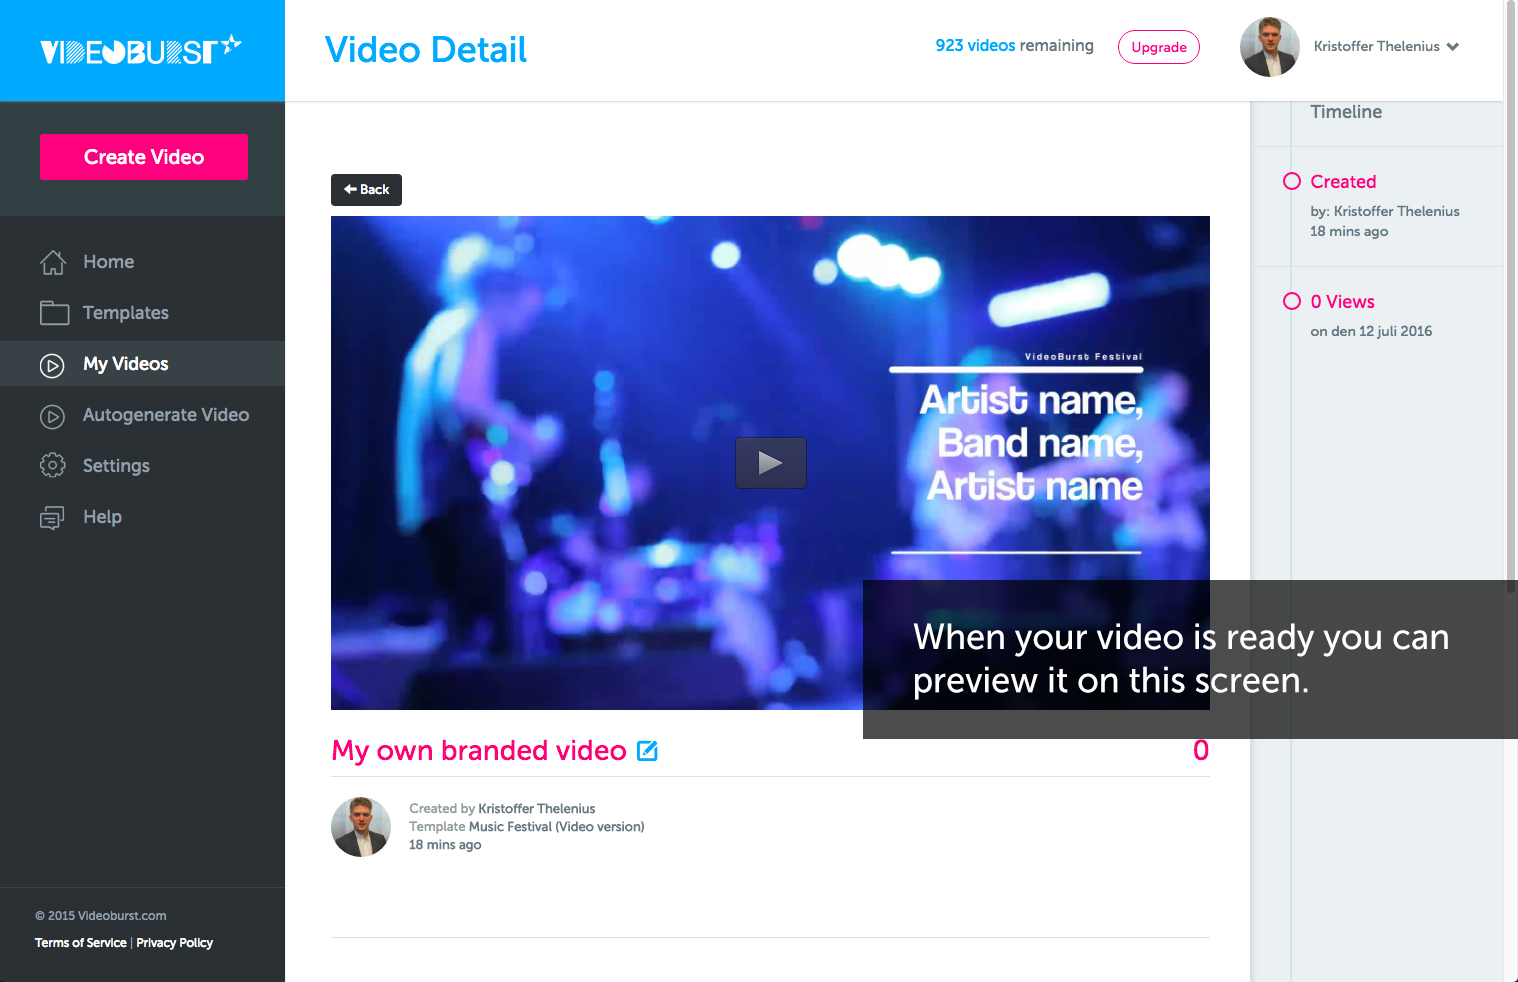 VIDEOBURST
Video Detail
923 videos remaining
Upgrade
Kristoffer Thelenius
Create Video
Home
Templates
My Videos
Autogenerate Video
Settings
Help
© 2015 Videoburst.com
Terms of Service | Privacy Policy
Back
VideoBurst Festival
Artist name,
Band name,
Artist name
When your video is ready you can
preview it on this screen.
My own branded video
0
Created by Kristoffer Thelenius
Template Music Festival (Video version)
18 mins ago
Timeline
Created
by: Kristoffer Thelenius
18 mins ago
0 Views
on den 12 juli 2016